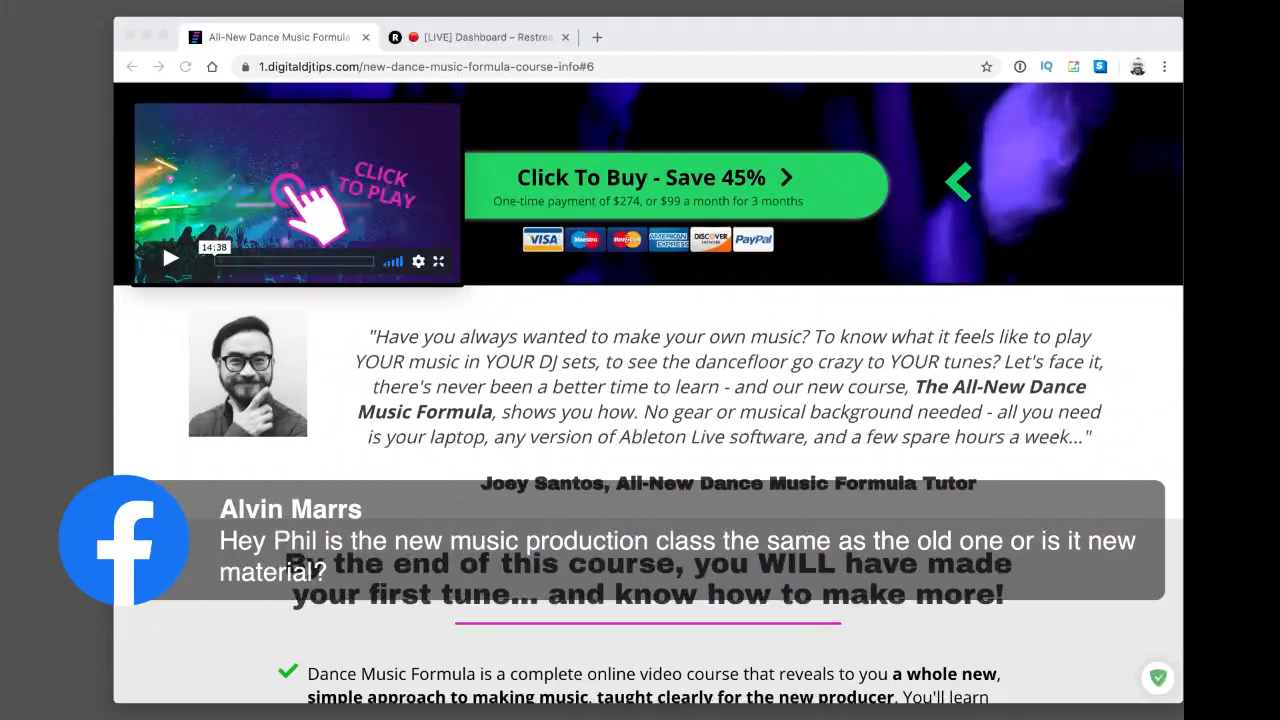 All-New Dance Music Formula
[LIVE] Dashboard – Restrea
1.digitaldjtips.com/new-dance-music-formula-course-info#6
IQ
S
CLICK
TO PLAY
14:38
Click To Buy - Save 45%
One-time payment of $274, or $99 a month for 3 months
VISA Maestro MasterCard AMERICAN EXPRESS DISCOVER PayPal
"Have you always wanted to make your own music? To know what it feels like to play
YOUR music in YOUR DJ sets, to see the dancefloor go crazy to YOUR tunes? Let's face it,
there's never been a better time to learn - and our new course, The All-New Dance
Music Formula, shows you how. No gear or musical background needed - all you need
is your laptop, any version of Ableton Live software, and a few spare hours a week..."
Joey Santos, All-New Dance Music Formula Tutor
Alvin Marrs
Hey Phil is the new music production class the same as the old one or is it new
material?
By the end of this course, you WILL have made
your first tune... and know how to make more!
Dance Music Formula is a complete online video course that reveals to you a whole new,
simple approach to making music, taught clearly for the new producer. You'll learn